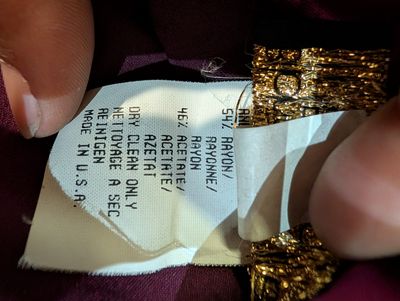 54% RAYON/
RAYONNE/
RAYON
46% ACETATE/
ACETATE/
AZETAT
DRY CLEAN ONLY
NETTOYAGE A SEC
REINIGEN
MADE IN U.S.A.